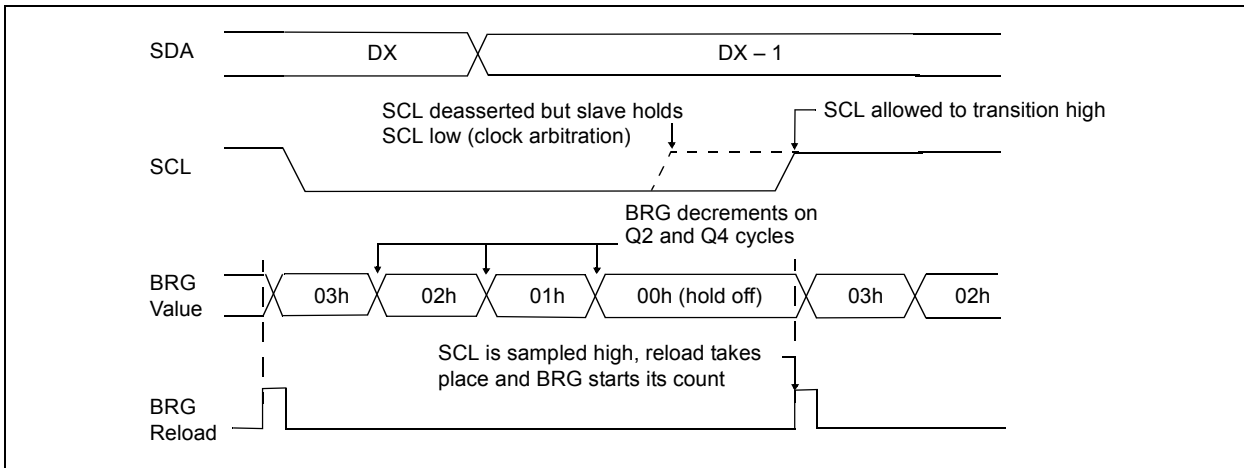 SDA
DX
DX – 1
SCL deasserted but slave holds
SCL low (clock arbitration)
SCL allowed to transition high
SCL
BRG decrements on
Q2 and Q4 cycles
BRG
Value
03h
02h
01h
00h (hold off)
03h
02h
SCL is sampled high, reload takes
place and BRG starts its count
BRG
Reload